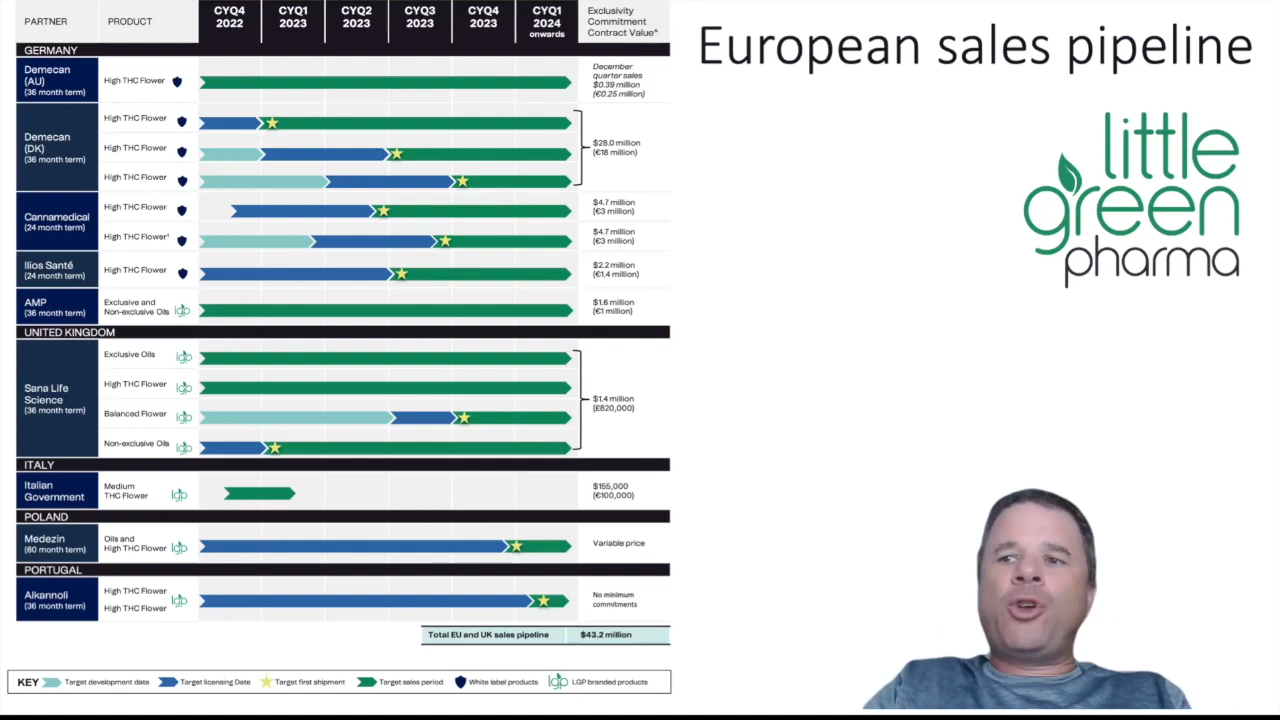 PARTNER PRODUCT CYQ4 2022 CYQ1 2023 CYQ2 2023 CYQ3 2023 CYQ4 2023 CYQ1 2024 onwards Exclusivity Commitment Contract Value^
European sales pipeline
little green pharma
GERMANY
Demecan (AU) (36 month term)
High THC Flower
December quarter sales $0.39 million (€0.25 million)
Demecan (DK) (36 month term)
High THC Flower
High THC Flower
High THC Flower
$28.0 million (€18 million)
Cannamedical (24 month term)
High THC Flower
$4.7 million (€3 million)
High THC Flower¹
$4.7 million (€3 million)
Ilios Santé (24 month term)
High THC Flower
$2.2 million (€1.4 million)
AMP (36 month term)
Exclusive and Non-exclusive Oils lgp
$1.6 million (€1 million)
UNITED KINGDOM
Sana Life Science (36 month term)
Exclusive Oils lgp
High THC Flower lgp
Balanced Flower lgp
Non-exclusive Oils lgp
$1.4 million (£820,000)
ITALY
Italian Government
Medium THC Flower lgp
$155,000 (€100,000)
POLAND
Medezin (60 month term)
Oils and High THC Flower lgp
Variable price
PORTUGAL
Alkannoli (36 month term)
High THC Flower
High THC Flower lgp
No minimum commitments
Total EU and UK sales pipeline $43.2 million
KEY Target development date Target licensing Date Target first shipment Target sales period White label products lgp LGP branded products